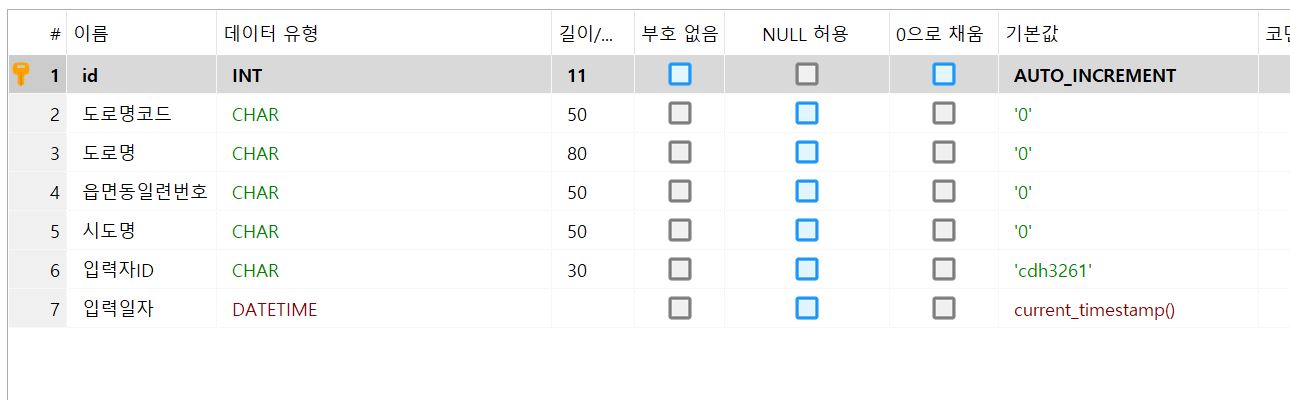 # 이름 데이터 유형 길이/... 부호 없음 NULL 허용 0으로 채움 기본값
1 id INT 11 AUTO_INCREMENT
2 도로명코드 CHAR 50 '0'
3 도로명 CHAR 80 '0'
4 읍면동일련번호 CHAR 50 '0'
5 시도명 CHAR 50 '0'
6 입력자ID CHAR 30 'cdh3261'
7 입력일자 DATETIME current_timestamp()